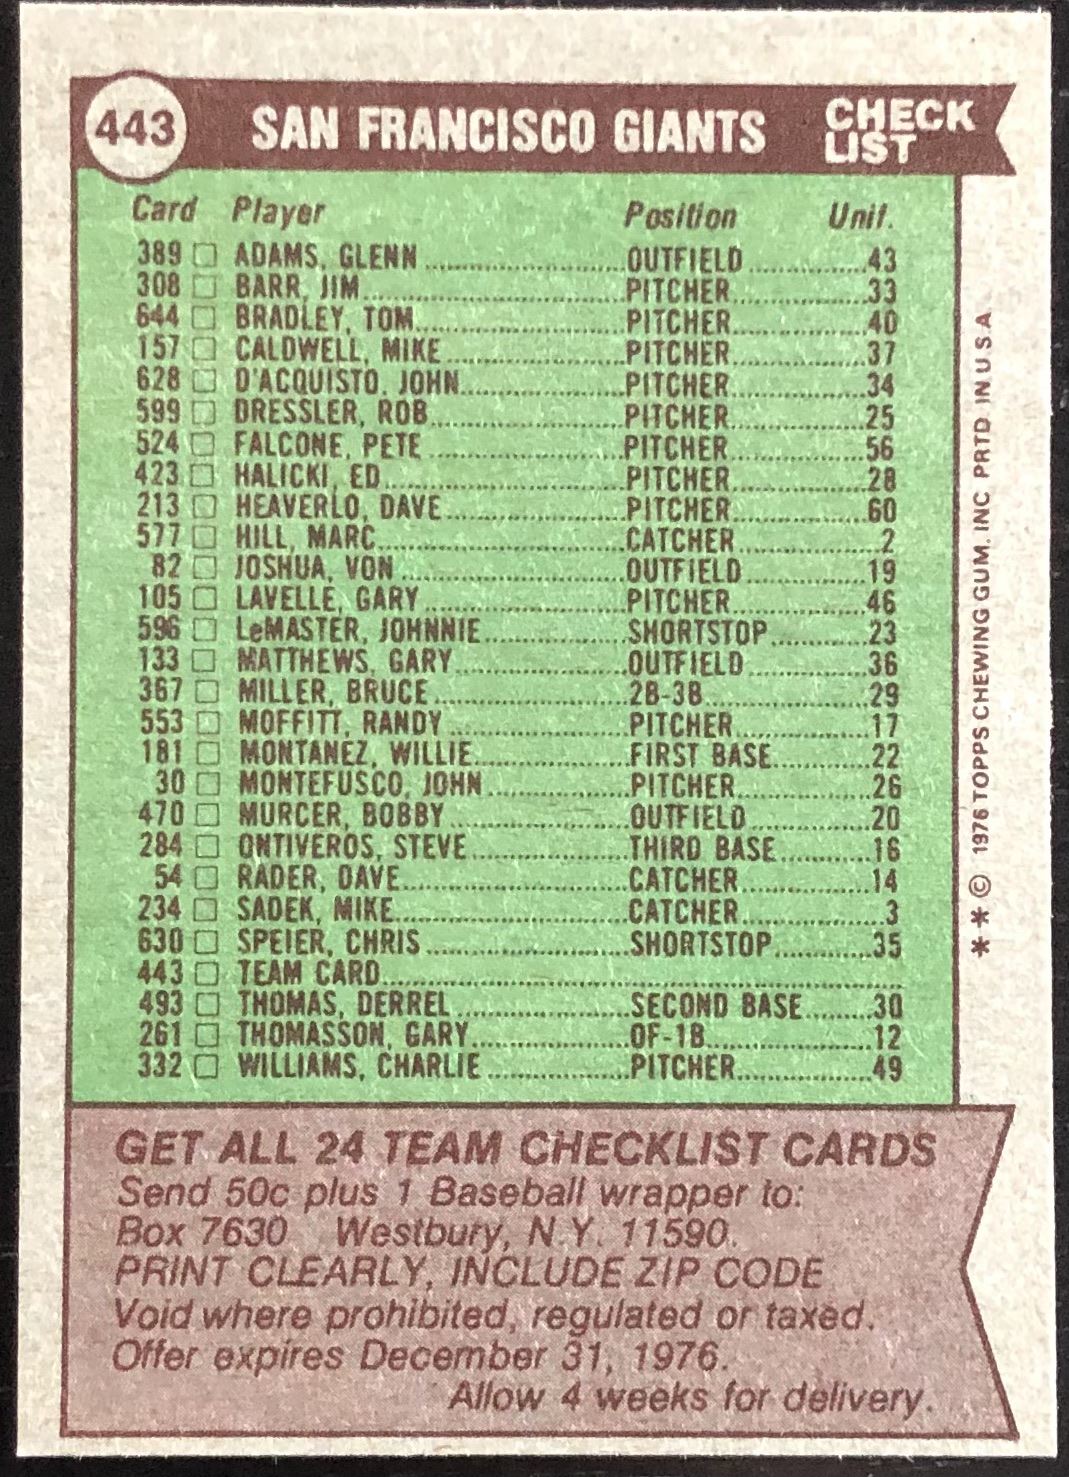 443 SAN FRANCISCO GIANTS CHECK LIST
Card Player Position Unif.
389 □ ADAMS, GLENN OUTFIELD 43
308 □ BARR, JIM PITCHER 33
644 □ BRADLEY, TOM PITCHER 40
157 □ CALDWELL, MIKE PITCHER 37
628 □ D'ACQUISTO, JOHN PITCHER 34
599 □ DRESSLER, ROB PITCHER 25
524 □ FALCONE, PETE PITCHER 56
423 □ HALICKI, ED PITCHER 28
213 □ HEAVERLO, DAVE PITCHER 60
577 □ HILL, MARC CATCHER 2
82 □ JOSHUA, VON OUTFIELD 19
105 □ LAVELLE, GARY PITCHER 46
596 □ LeMASTER, JOHNNIE SHORTSTOP 23
133 □ MATTHEWS, GARY OUTFIELD 36
367 □ MILLER, BRUCE 2B-3B 29
553 □ MOFFITT, RANDY PITCHER 17
181 □ MONTANEZ, WILLIE FIRST BASE 22
30 □ MONTEFUSCO, JOHN PITCHER 26
470 □ MURCER, BOBBY OUTFIELD 20
284 □ ONTIVEROS, STEVE THIRD BASE 16
54 □ RADER, DAVE CATCHER 14
234 □ SADEK, MIKE CATCHER 3
630 □ SPEIER, CHRIS SHORTSTOP 35
443 □ TEAM CARD
493 □ THOMAS, DERREL SECOND BASE 30
261 □ THOMASSON, GARY OF-1B 12
332 □ WILLIAMS, CHARLIE PITCHER 49
** © 1976 TOPPS CHEWING GUM, INC PRTD IN U.S.A.
GET ALL 24 TEAM CHECKLIST CARDS
Send 50c plus 1 Baseball wrapper to:
Box 7630 Westbury, N.Y. 11590.
PRINT CLEARLY, INCLUDE ZIP CODE
Void where prohibited, regulated or taxed.
Offer expires December 31, 1976.
Allow 4 weeks for delivery.